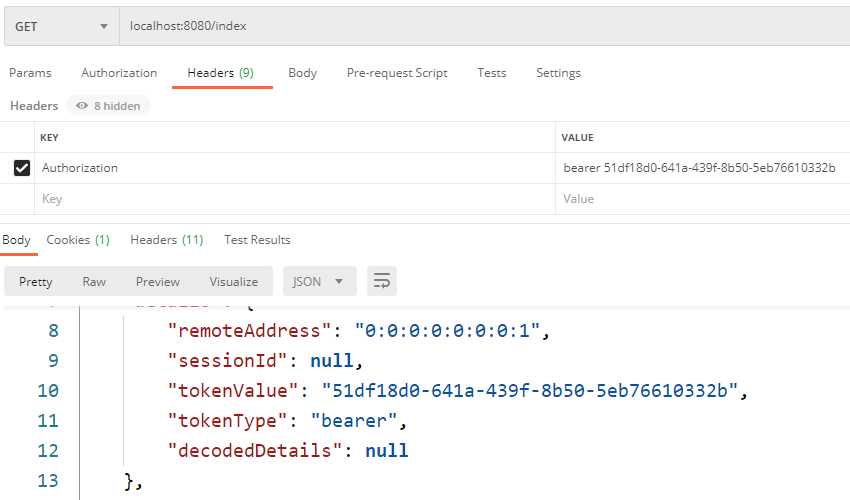 GET localhost:8080/index
Params Authorization Headers (9) Body Pre-request Script Tests Settings
Headers 8 hidden
KEY VALUE
Authorization bearer 51df18d0-641a-439f-8b50-5eb76610332b
Key Value
Body Cookies (1) Headers (11) Test Results
Pretty Raw Preview Visualize JSON
8 "remoteAddress": "0:0:0:0:0:0:0:1",
9 "sessionId": null,
10 "tokenValue": "51df18d0-641a-439f-8b50-5eb76610332b",
11 "tokenType": "bearer",
12 "decodedDetails": null
13 },